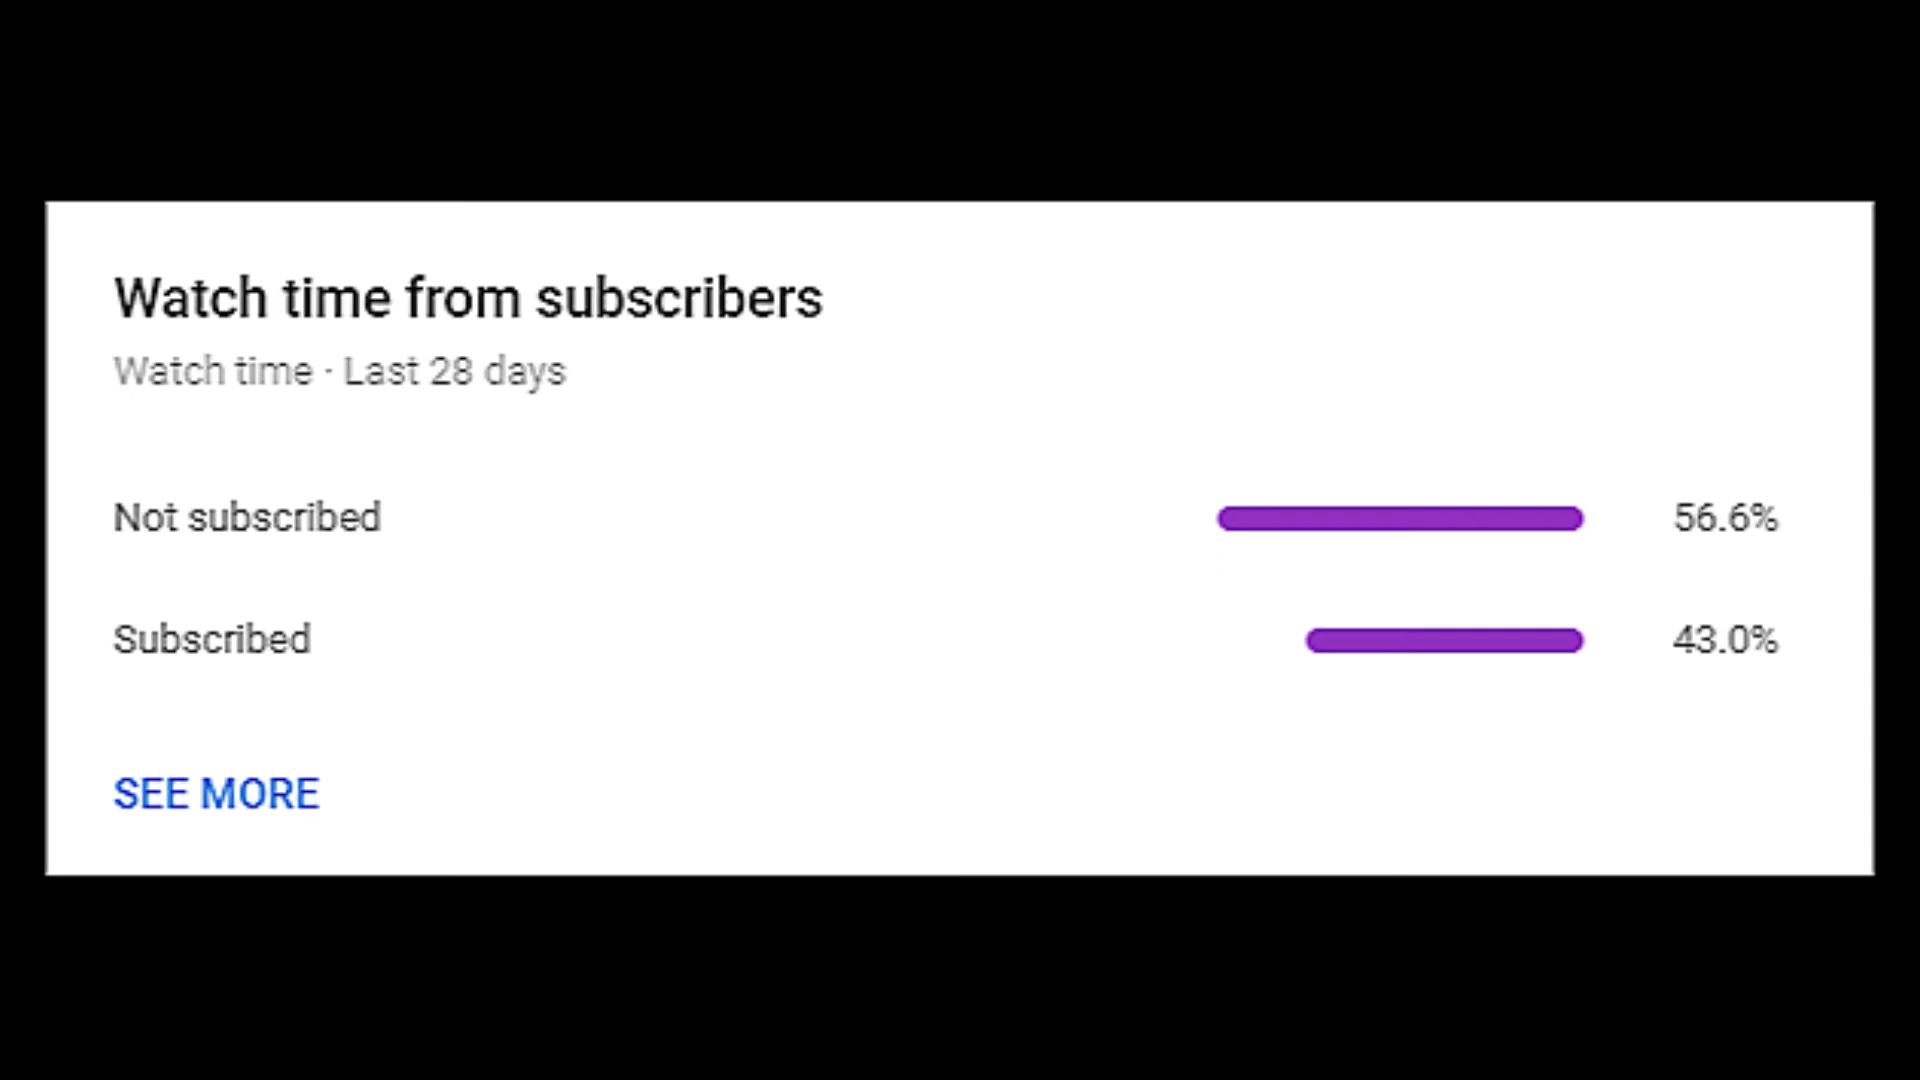 Watch time from subscribers
Watch time · Last 28 days
Not subscribed 56.6%
Subscribed 43.0%
SEE MORE